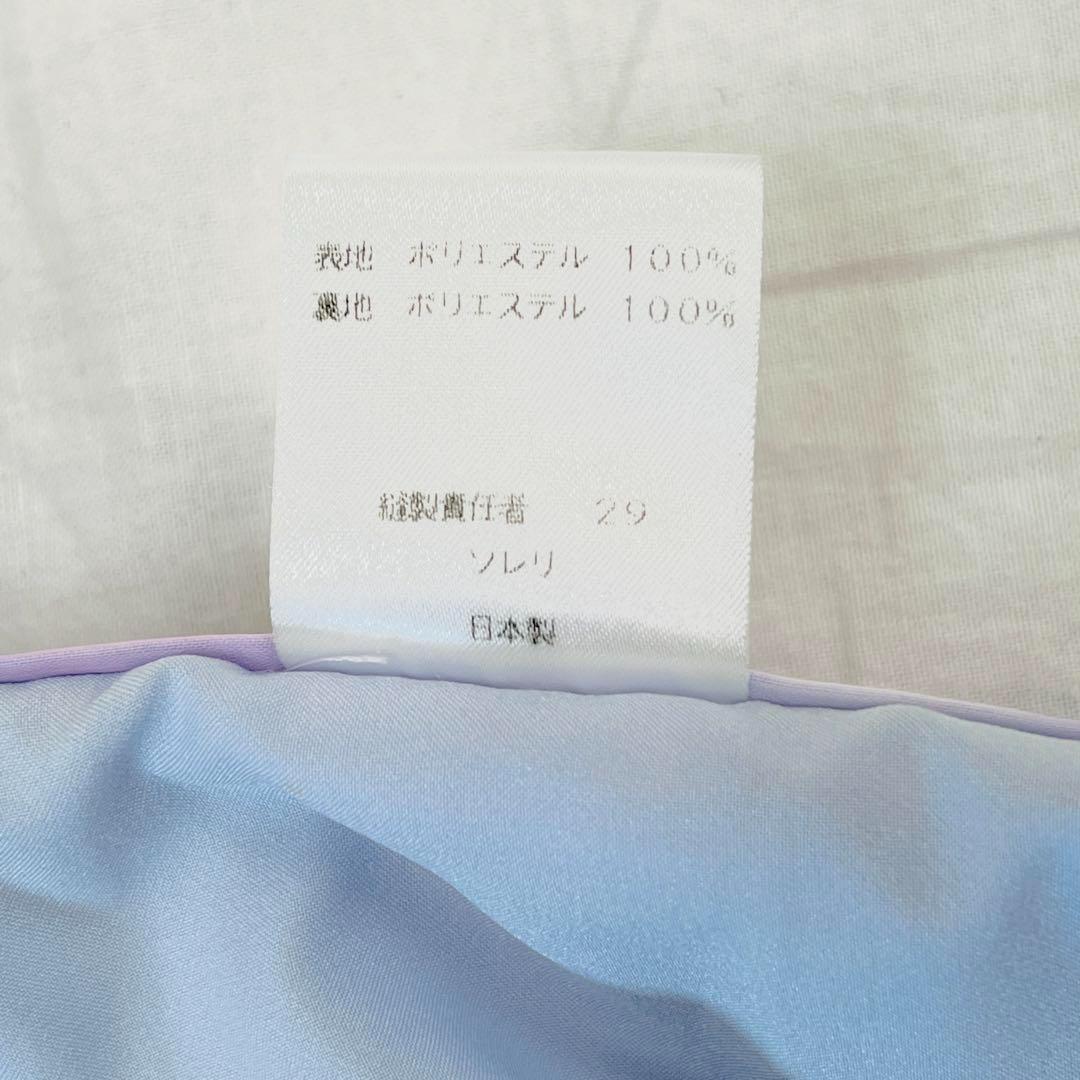 表地 ポリエステル 100%
裏地 ポリエステル 100%
縫製責任者 29
ソレリ
日本製